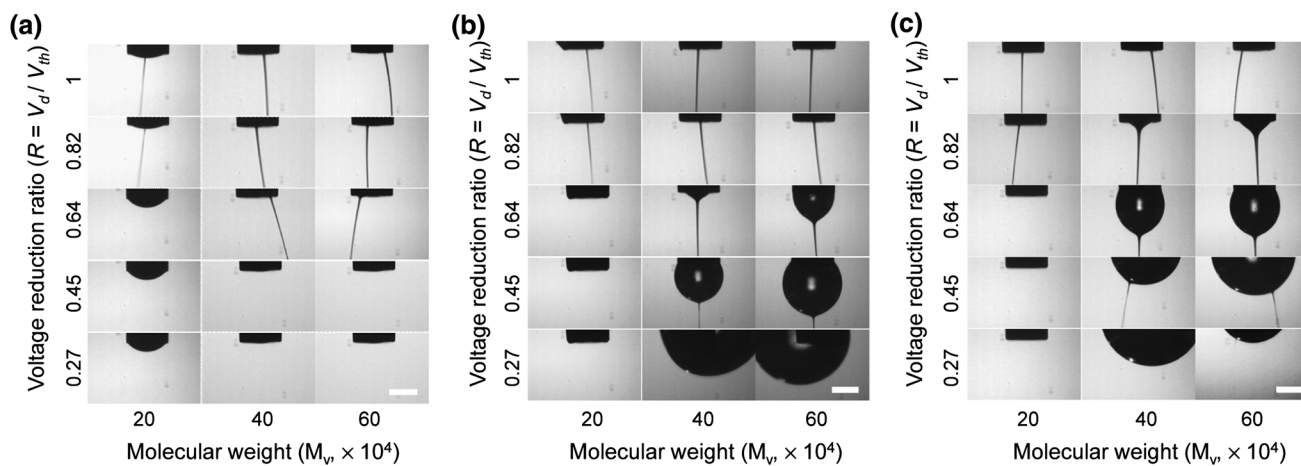 (a)
Voltage reduction ratio (R = Vd / Vth)
1
0.82
0.64
0.45
0.27
20 40 60
Molecular weight (Mv, × 10⁴)
(b)
Voltage reduction ratio (R = Vd / Vth)
1
0.82
0.64
0.45
0.27
20 40 60
Molecular weight (Mv, × 10⁴)
(c)
Voltage reduction ratio (R = Vd / Vth)
1
0.82
0.64
0.45
0.27
20 40 60
Molecular weight (Mv, × 10⁴)